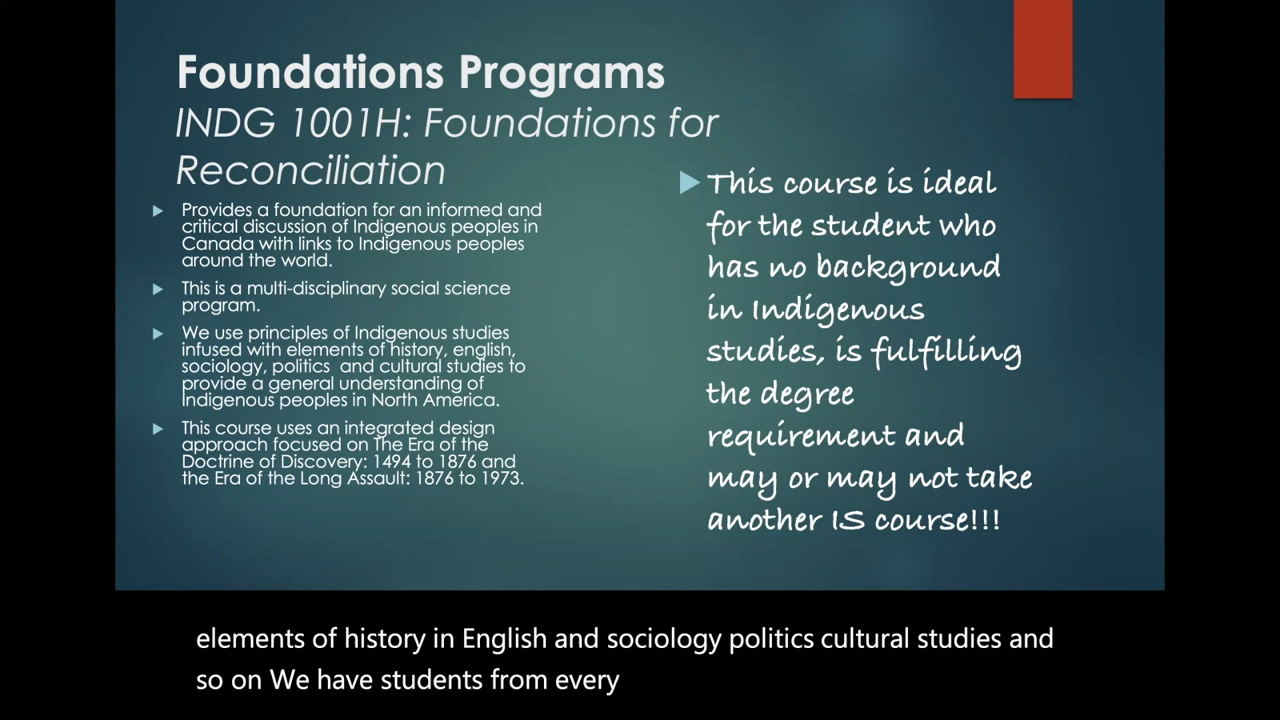 Foundations Programs
INDG 1001H: Foundations for
Reconciliation
Provides a foundation for an informed and
critical discussion of Indigenous peoples in
Canada with links to Indigenous peoples
around the world.
This is a multi-disciplinary social science
program.
We use principles of Indigenous studies
infused with elements of history, english,
sociology, politics and cultural studies to
provide a general understanding of
Indigenous peoples in North America.
This course uses an integrated design
approach focused on The Era of the
Doctrine of Discovery: 1494 to 1876 and
the Era of the Long Assault: 1876 to 1973.
This course is ideal
for the student who
has no background
in Indigenous
studies, is fulfilling
the degree
requirement and
may or may not take
another IS course!!!
elements of history in English and sociology politics cultural studies and
so on We have students from every